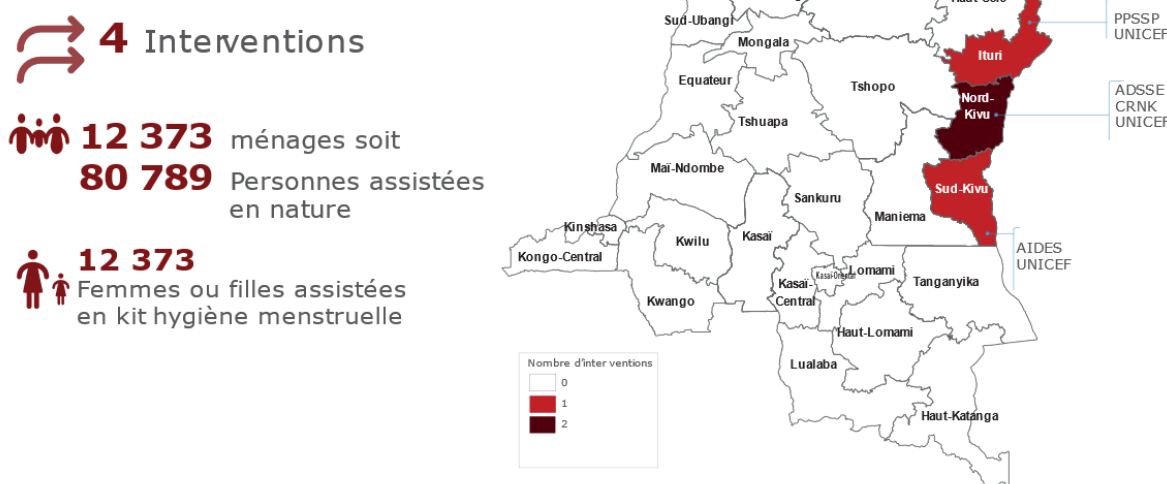 4 Interventions
12 373 ménages soit
80 789 Personnes assistées
en nature
12 373
Femmes ou filles assistées
en kit hygiène menstruelle
Sud-Ubangi
Mongala
Equateur
Tshopo
Tshuapa
Ituri
Nord-
Kivu
Maï-Ndombe
Sankuru
Sud-Kivu
Maniema
Kinshasa
Kwilu
Kasaï
Kongo-Central
Kasaï-Oriental
Lomami
Kasaï-
Central
Tanganyika
Kwango
Haut-Lomami
Lualaba
Haut-Katanga
PPSSP
UNICEF
ADSSE
CRNK
UNICEF
AIDES
UNICEF
Nombre d'inter ventions
0
1
2